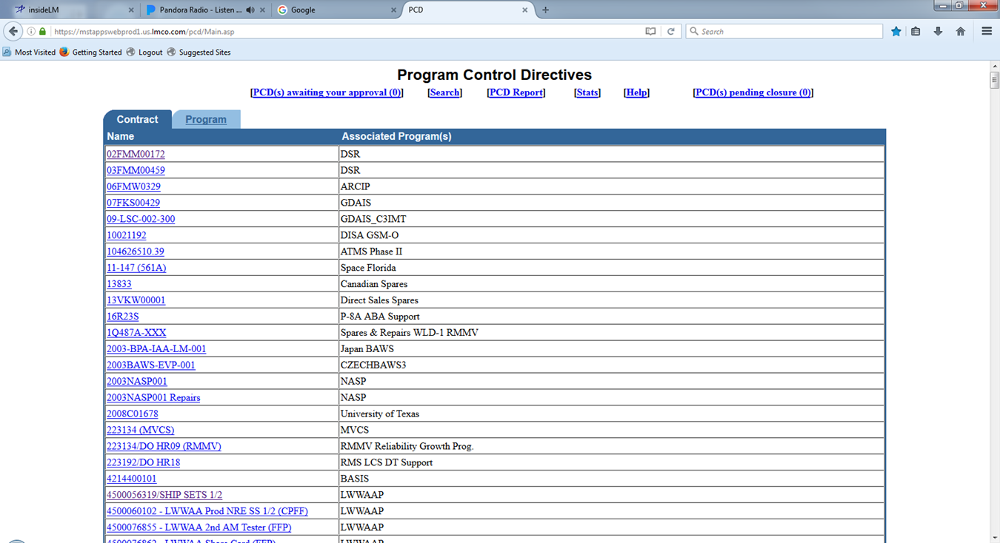 insideLM
Pandora Radio - Listen ...
Google
PCD
https://mstappswebprod1.us.lmco.com/pcd/Main.asp
Search
Most Visited Getting Started Logout Suggested Sites
Program Control Directives
[PCD(s) awaiting your approval (0)] [Search] [PCD Report] [Stats] [Help] [PCD(s) pending closure (0)]
Contract Program
Name Associated Program(s)
02FMM00172 DSR
03FMM00459 DSR
06FMW0329 ARCIP
07FKS00429 GDAIS
09-LSC-002-300 GDAIS_C3IMT
10021192 DISA GSM-O
104626510.39 ATMS Phase II
11-147 (561A) Space Florida
13833 Canadian Spares
13VKW00001 Direct Sales Spares
16R23S P-8A ABA Support
1Q487A-XXX Spares & Repairs WLD-1 RMMV
2003-BPA-IAA-LM-001 Japan BAWS
2003BAWS-EVP-001 CZECHBAWS3
2003NASP001 NASP
2003NASP001 Repairs NASP
2008C01678 University of Texas
223134 (MVCS) MVCS
223134/DO HR09 (RMMV) RMMV Reliability Growth Prog.
223192/DO HR18 RMS LCS DT Support
4214400101 BASIS
4500056319/SHIP SETS 1/2 LWWAAP
4500060102 - LWWAA Prod NRE SS 1/2 (CPFF) LWWAAP
4500076855 - LWWAA 2nd AM Tester (FFP) LWWAAP
4500076862 - LWWAA Shore Card (FFP) LWWAAP